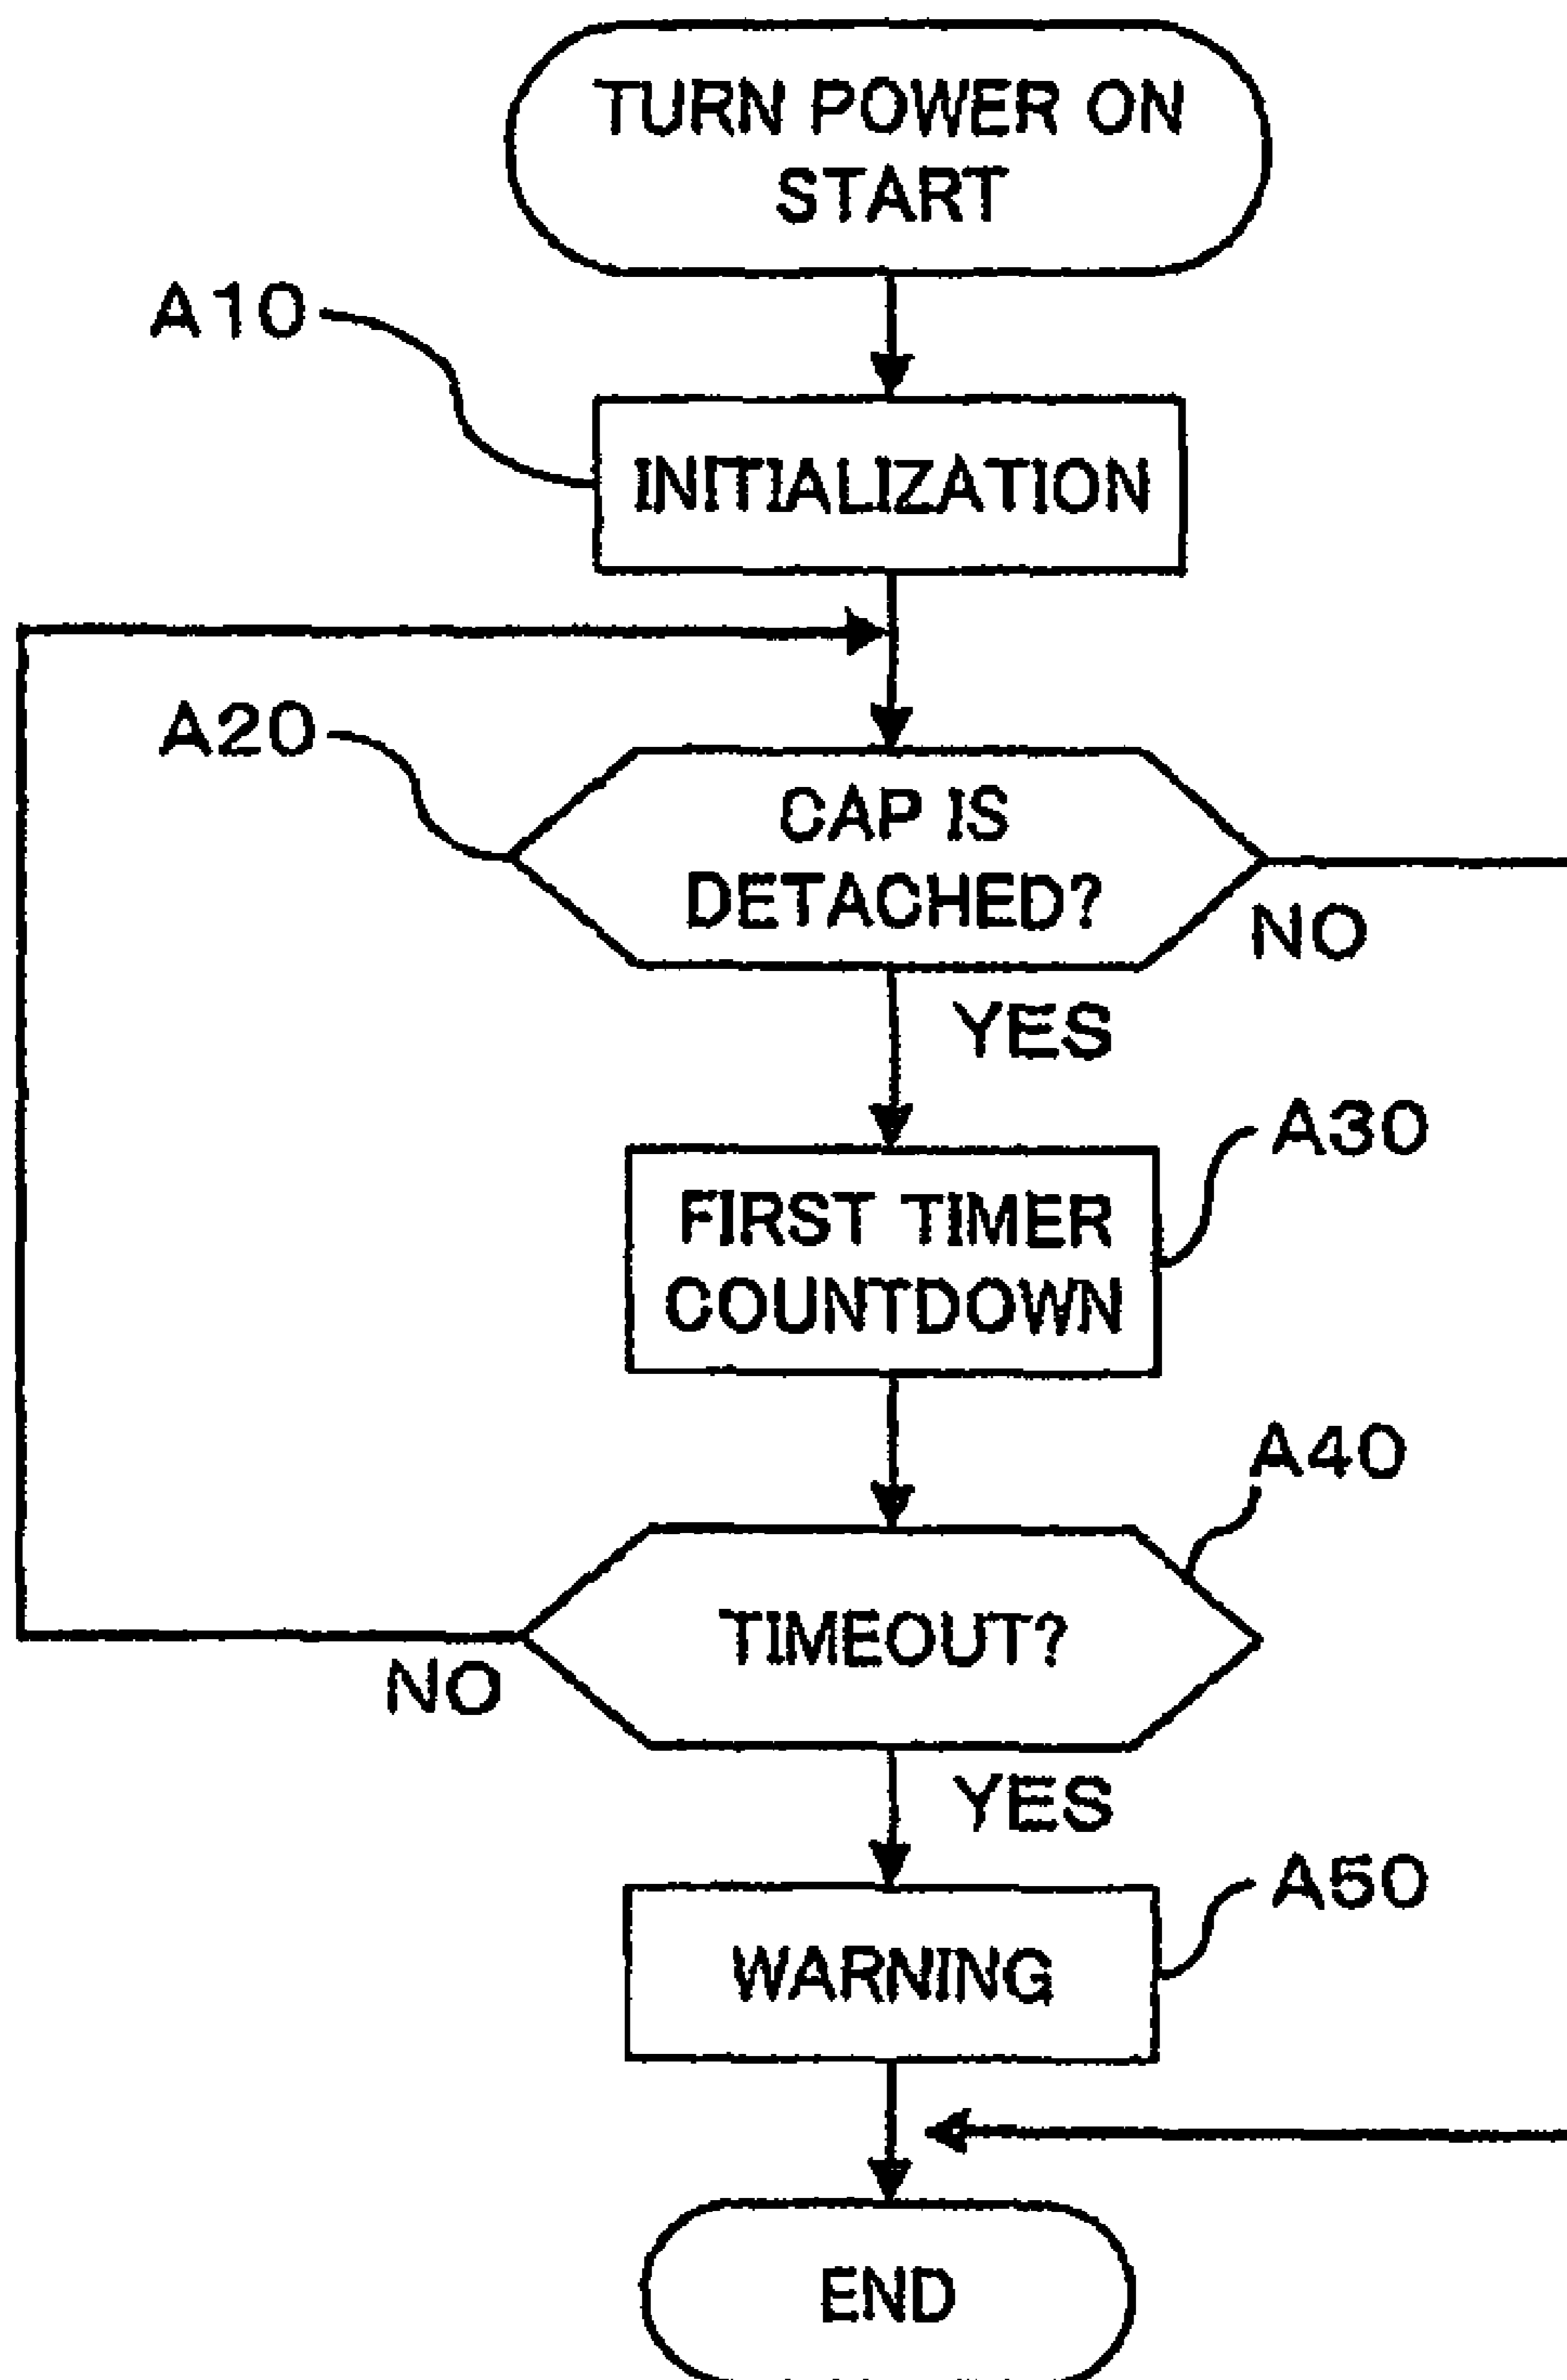 TURN POWER ON
START
A10
INITIALIZATION
A20
CAP IS
DETACHED?
NO
YES
A30
FIRST TIMER
COUNTDOWN
A40
TIMEOUT?
NO
YES
A50
WARNING
END